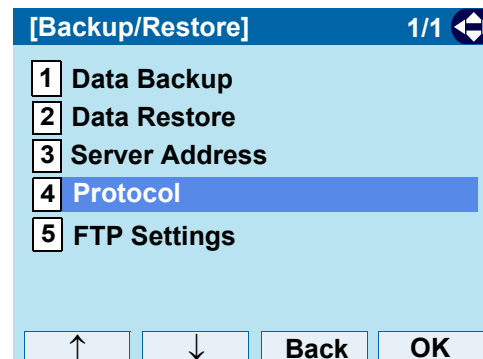 [Backup/Restore] 1/1
1 Data Backup
2 Data Restore
3 Server Address
4 Protocol
5 FTP Settings
↑ ↓ Back OK